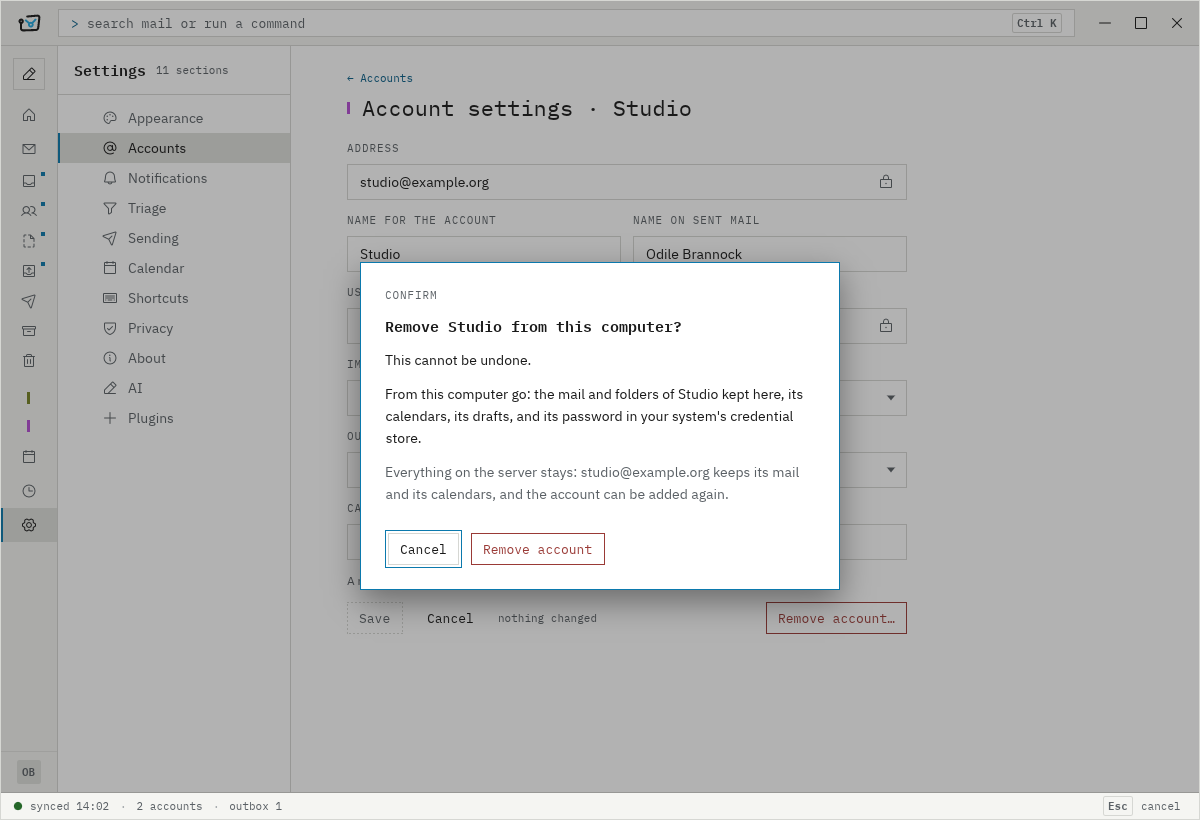 > search mail or run a command Ctrl K
Settings 11 sections
Appearance
Accounts
Notifications
Triage
Sending
Calendar
Shortcuts
Privacy
About
AI
Plugins
OB
← Accounts
Account settings · Studio
ADDRESS
studio@example.org
NAME FOR THE ACCOUNT NAME ON SENT MAIL
Studio Odile Brannock
US
IM
OU
CA
CONFIRM
Remove Studio from this computer?
This cannot be undone.
From this computer go: the mail and folders of Studio kept here, its
calendars, its drafts, and its password in your system's credential
store.
Everything on the server stays: studio@example.org keeps its mail
and its calendars, and the account can be added again.
Cancel Remove account
Save Cancel nothing changed Remove account…
synced 14:02 · 2 accounts · outbox 1 Esc cancel